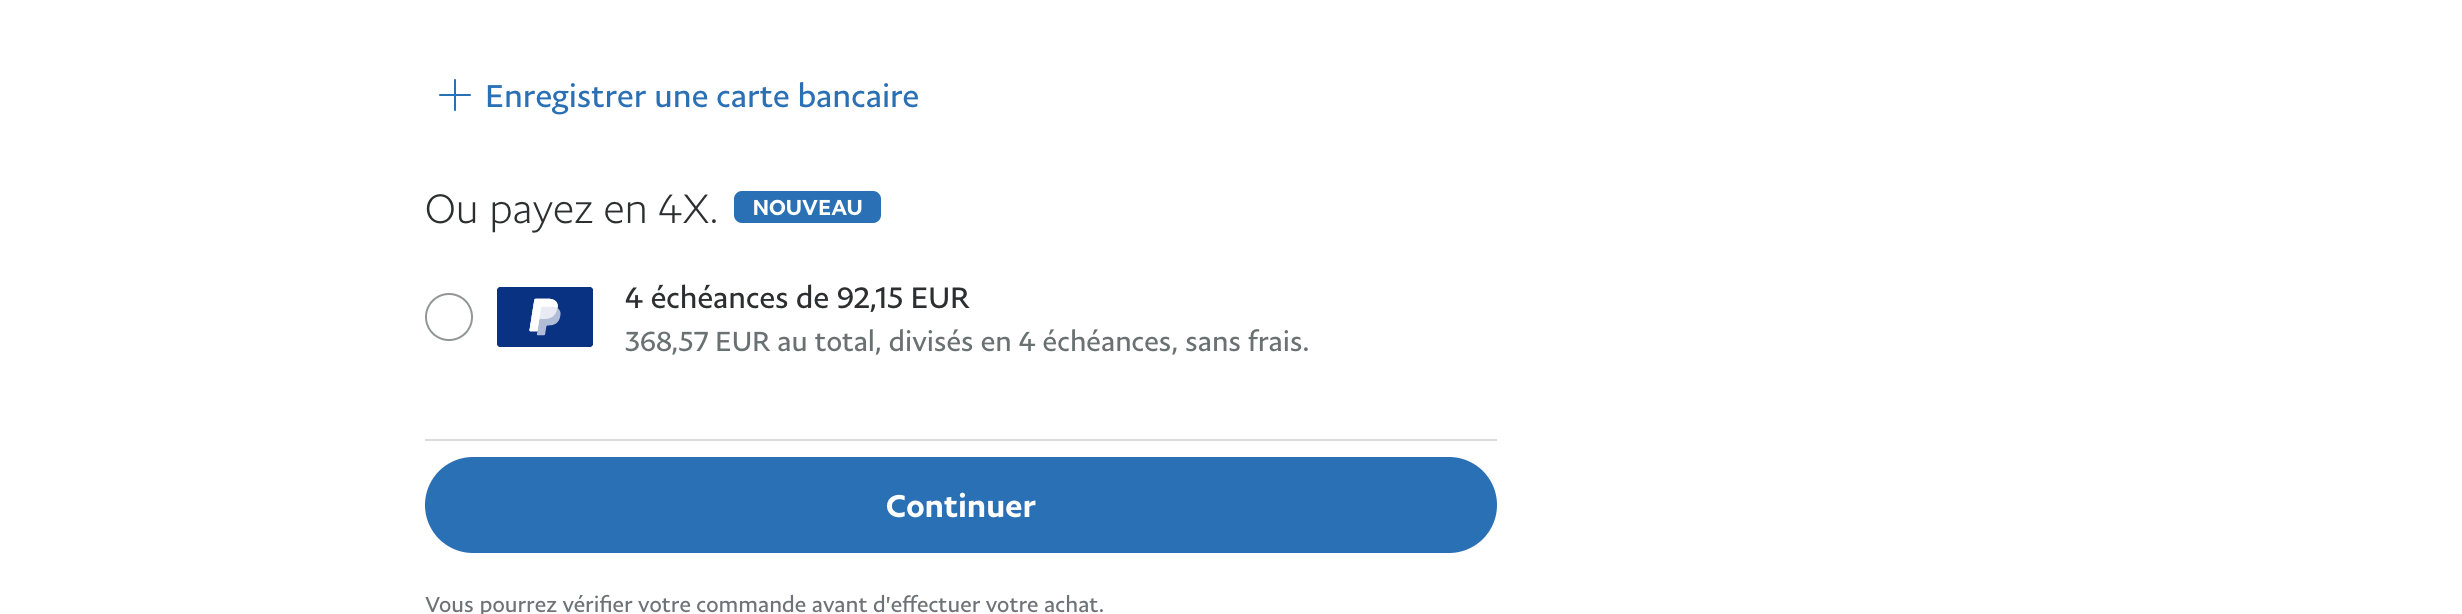 Enregistrer une carte bancaire
Ou payez en 4X. NOUVEAU
4 échéances de 92,15 EUR
368,57 EUR au total, divisés en 4 échéances, sans frais.
Continuer
Vous pourrez vérifier votre commande avant d'effectuer votre achat.